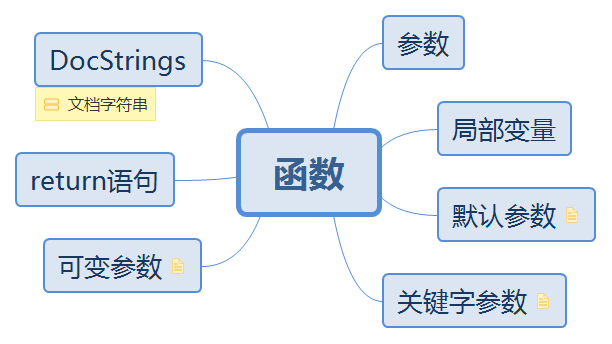 DocStrings
文档字符串
return语句
可变参数
函数
参数
局部变量
默认参数
关键字参数